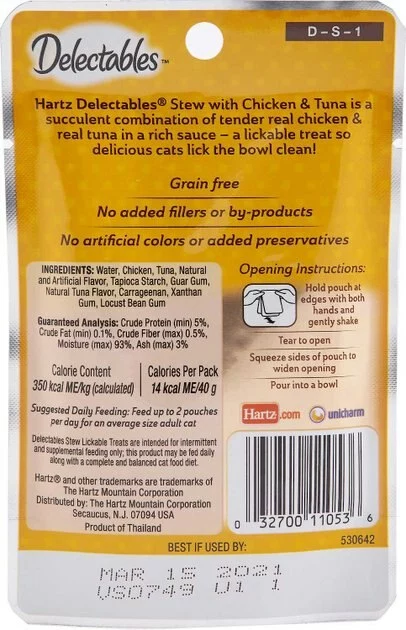 D-S-1
Delectables™
Hartz Delectables® Stew with Chicken & Tuna is a
succulent combination of tender real chicken &
real tuna in a rich sauce – a lickable treat so
delicious cats lick the bowl clean!
Grain free
No added fillers or by-products
No artificial colors or added preservatives
INGREDIENTS: Water, Chicken, Tuna, Natural
and Artificial Flavor, Tapioca Starch, Guar Gum,
Natural Tuna Flavor, Carrageenan, Xanthan
Gum, Locust Bean Gum
Guaranteed Analysis: Crude Protein (min) 5%,
Crude Fat (min) 0.1%, Crude Fiber (max) 0.5%,
Moisture (max) 93%, Ash (max) 3%
Calorie Content
350 kcal ME/kg (calculated)
Calories Per Pack
14 kcal ME/40 g
Suggested Daily Feeding: Feed up to 2 pouches
per day for an average size adult cat
Delectables Stew Lickable Treats are intended for intermittent
and supplemental feeding only; this product may be fed daily
along with a complete and balanced cat food diet.
Hartz® and other trademarks are trademarks of
The Hartz Mountain Corporation
Distributed by: The Hartz Mountain Corporation
Secaucus, N.J. 07094 USA
Product of Thailand
Opening Instructions:
Hold pouch at
edges with both
hands and
gently shake
Tear to open
Squeeze sides of pouch to
widen opening
Pour into a bowl
Hartz.com
unicharm
0 32700 11053 6
530642
BEST IF USED BY:
MAR 15 2021
US0749 U1 1